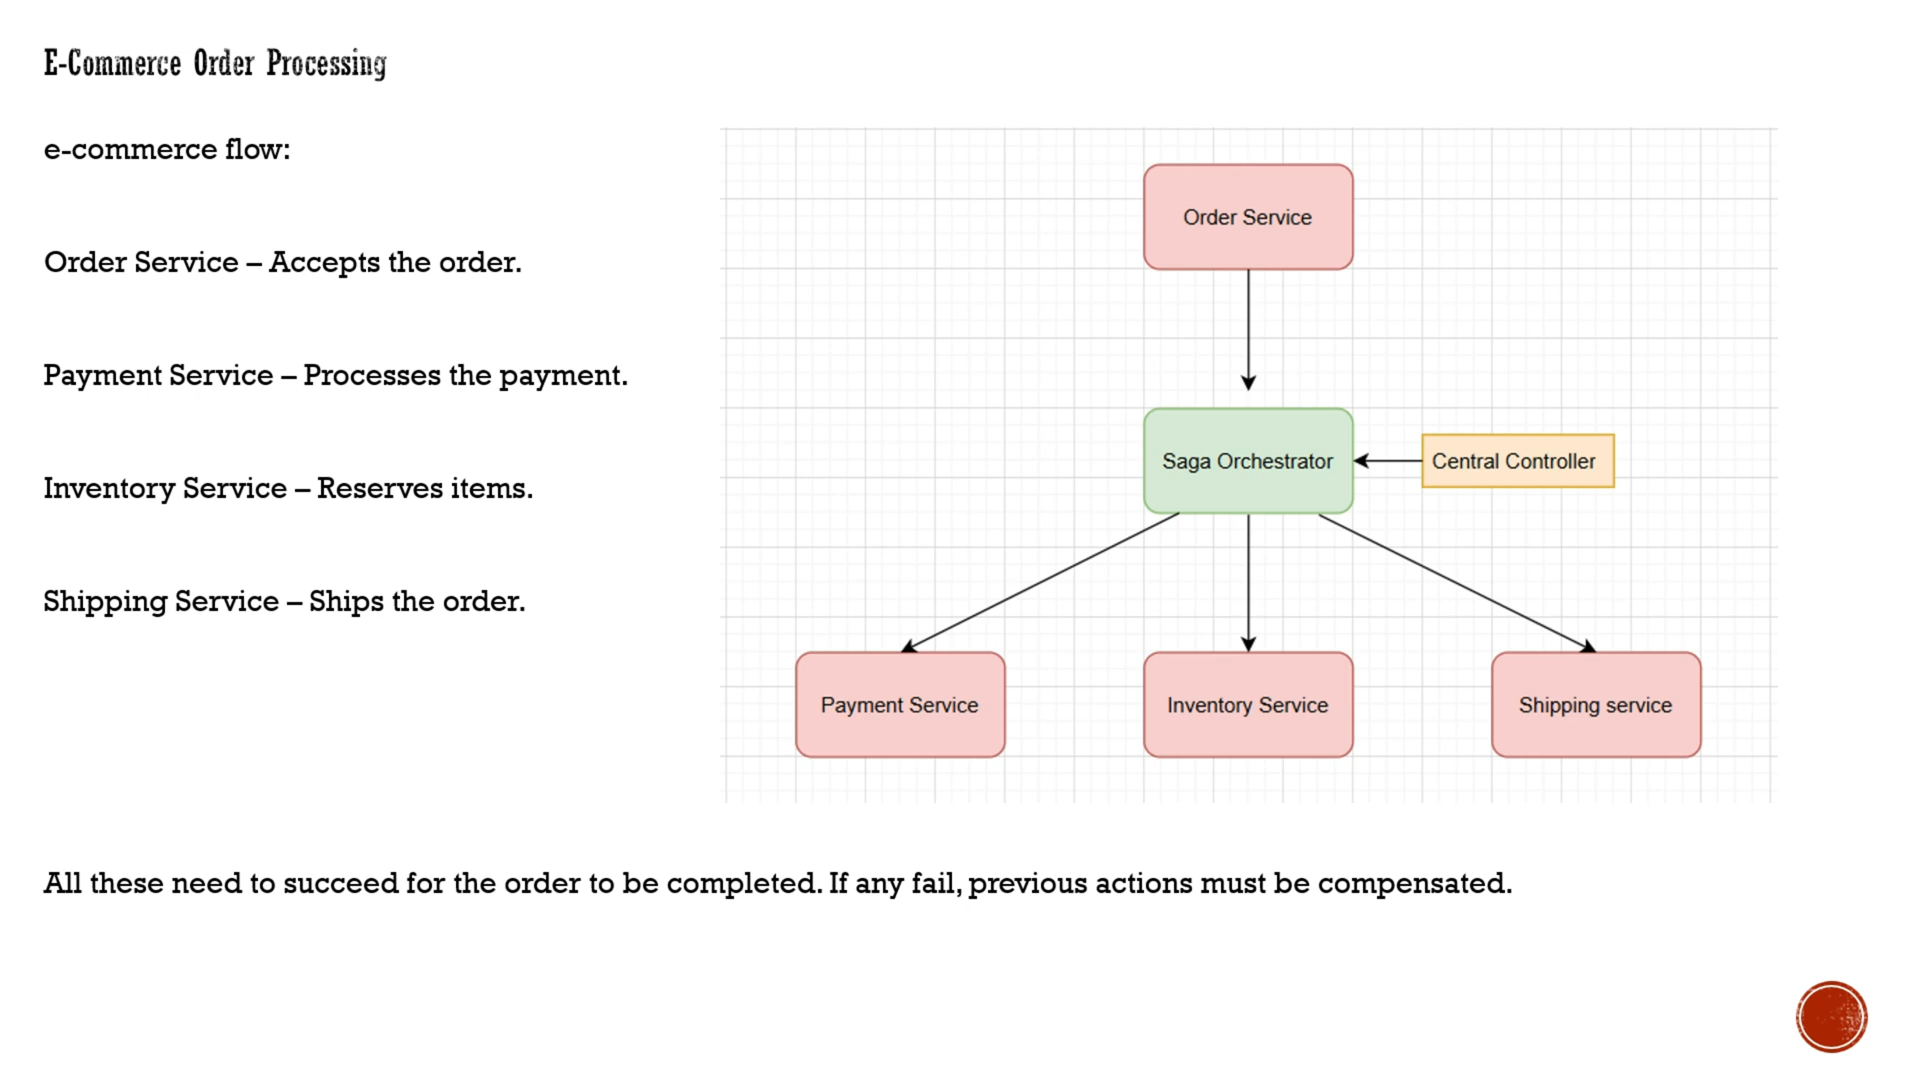 E-Commerce Order Processing
e-commerce flow:
Order Service – Accepts the order.
Payment Service – Processes the payment.
Inventory Service – Reserves items.
Shipping Service – Ships the order.
Order Service
Saga Orchestrator
Central Controller
Payment Service
Inventory Service
Shipping service
All these need to succeed for the order to be completed. If any fail, previous actions must be compensated.